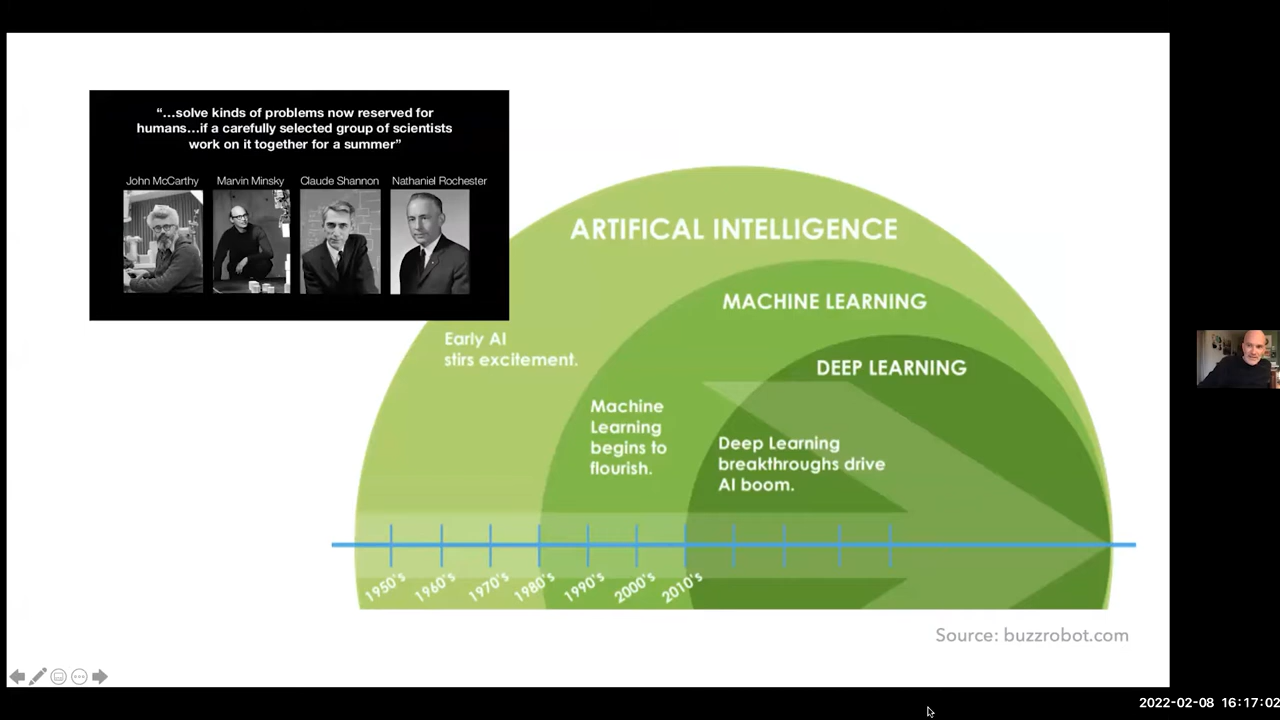 “...solve kinds of problems now reserved for
humans...if a carefully selected group of scientists
work on it together for a summer”
John McCarthy Marvin Minsky Claude Shannon Nathaniel Rochester
ARTIFICAL INTELLIGENCE
MACHINE LEARNING
DEEP LEARNING
Early AI
stirs excitement.
Machine
Learning
begins to
flourish.
Deep Learning
breakthroughs drive
AI boom.
1950's 1960's 1970's 1980's 1990's 2000's 2010's
Source: buzzrobot.com
2022-02-08 16:17:02